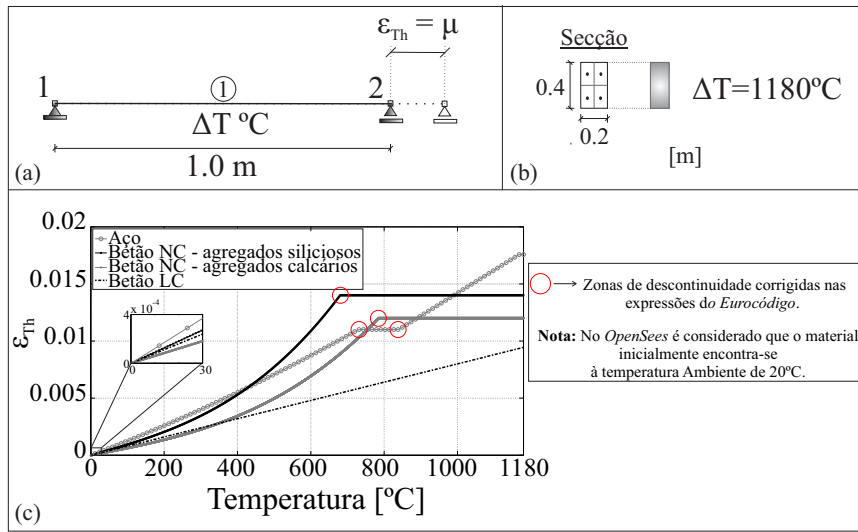 εTh = μ
1
①
2
ΔT ºC
1.0 m
(a)
Secção
0.4
0.2
ΔT=1180ºC
[m]
(b)
0.02
0.015
0.01
0.005
0
εTh
Aço
Betão NC - agregados siliciosos
Betão NC - agregados calcários
Betão LC
4 x 10⁻⁴
0
30
0
200
400
600
800
1000
1180
Temperatura [ºC]
(c)
Zonas de descontinuidade corrigidas nas
expressões do Eurocódigo.
Nota: No OpenSees é considerado que o material
inicialmente encontra-se
à temperatura Ambiente de 20ºC.